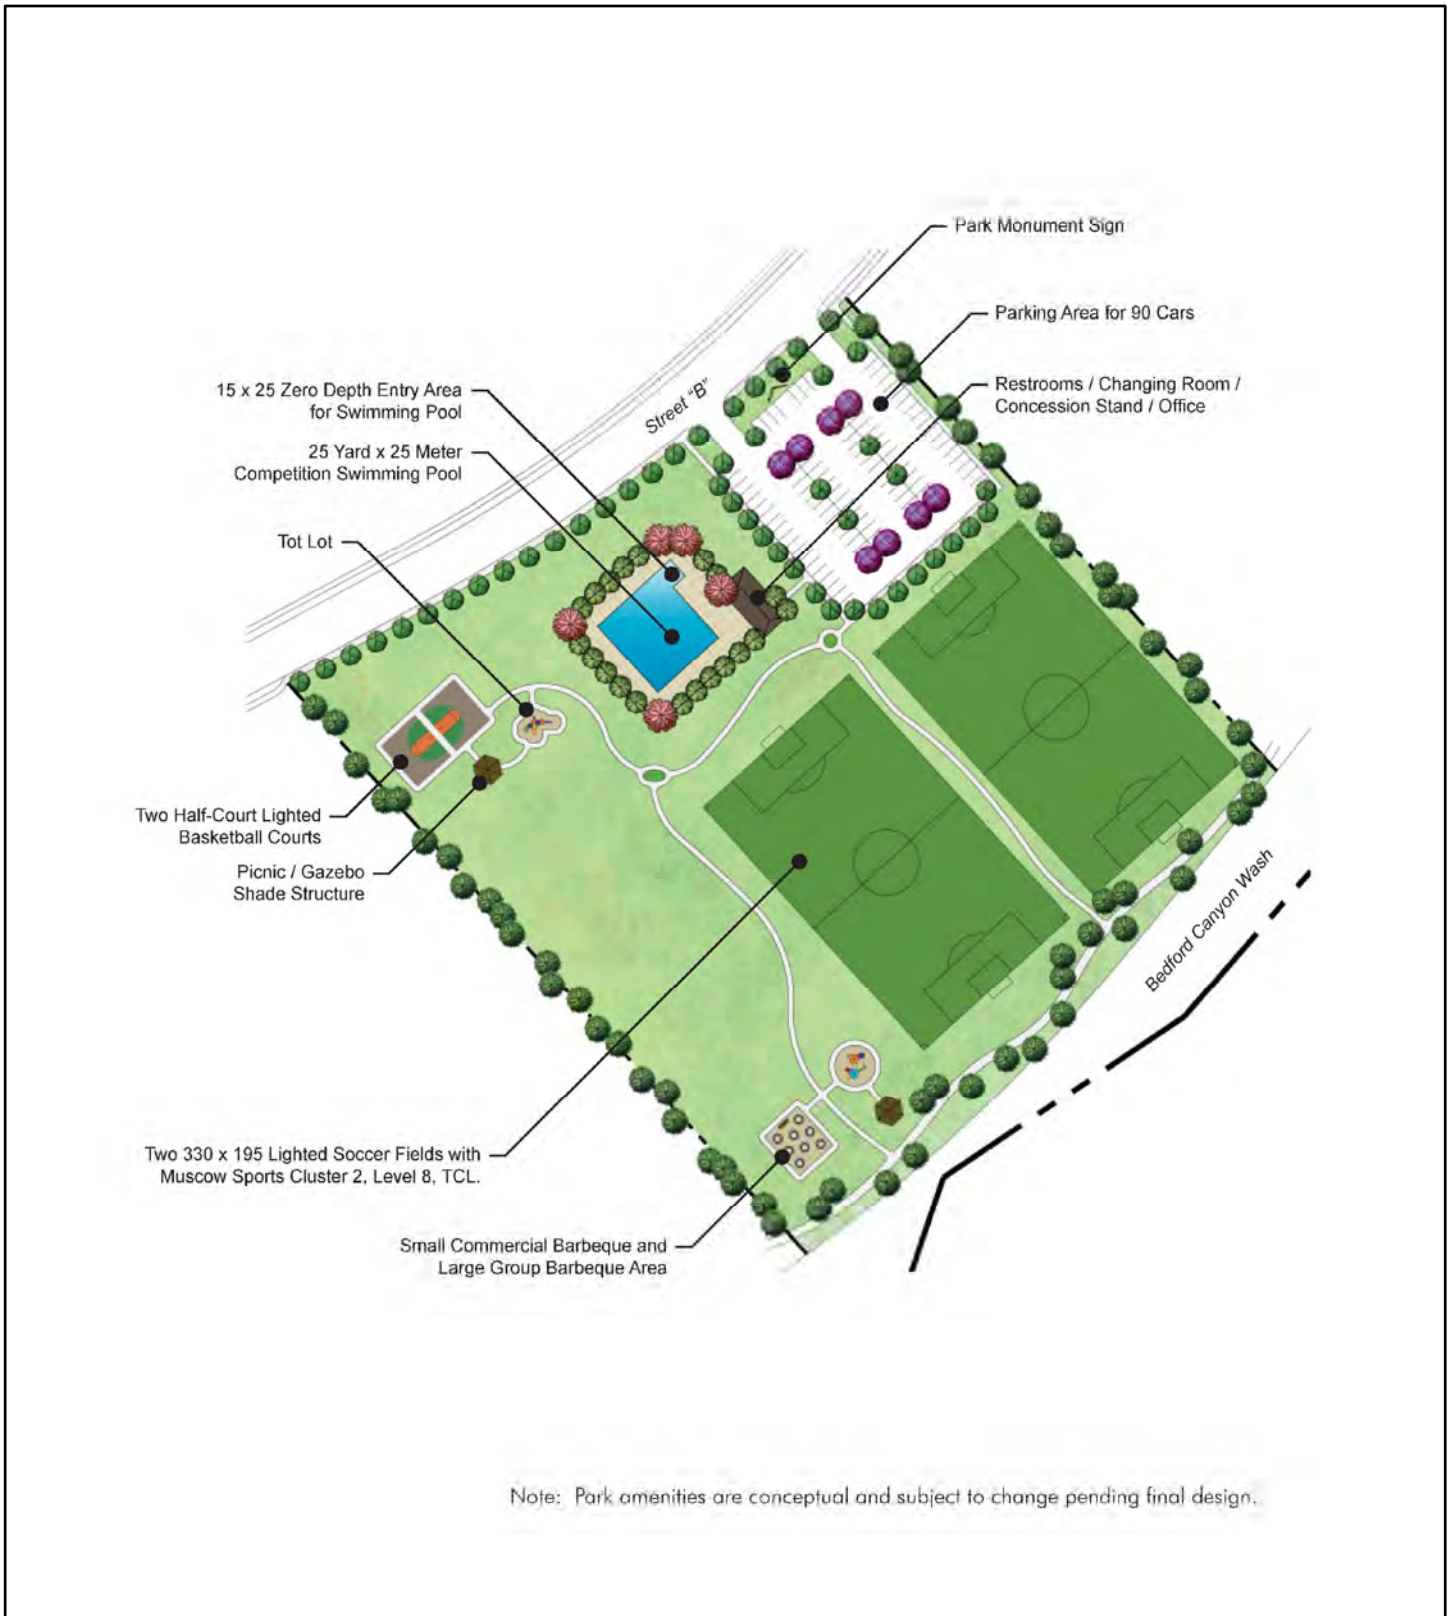 Park Monument Sign
Parking Area for 90 Cars
Restrooms / Changing Room /
Concession Stand / Office
15 x 25 Zero Depth Entry Area
for Swimming Pool
Street "B"
25 Yard x 25 Meter
Competition Swimming Pool
Tot Lot
Two Half-Court Lighted
Basketball Courts
Picnic / Gazebo
Shade Structure
Bedford Canyon Wash
Two 330 x 195 Lighted Soccer Fields with
Muscow Sports Cluster 2, Level 8, TCL.
Small Commercial Barbeque and
Large Group Barbeque Area
Note: Park amenities are conceptual and subject to change pending final design.